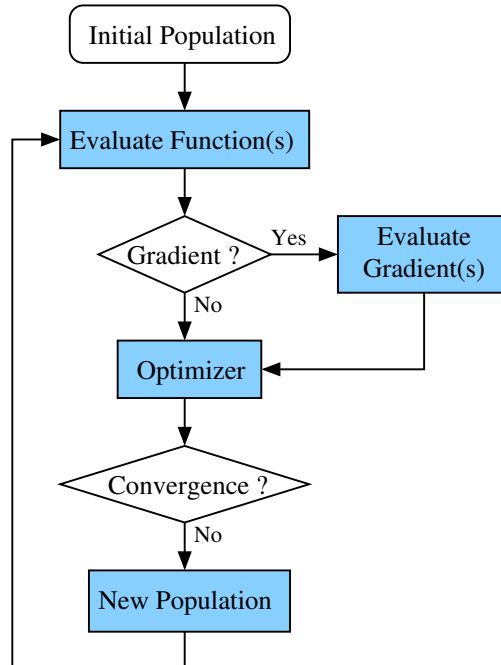 Initial Population
Evaluate Function(s)
Gradient ?
Yes
Evaluate
Gradient(s)
No
Optimizer
Convergence ?
No
New Population